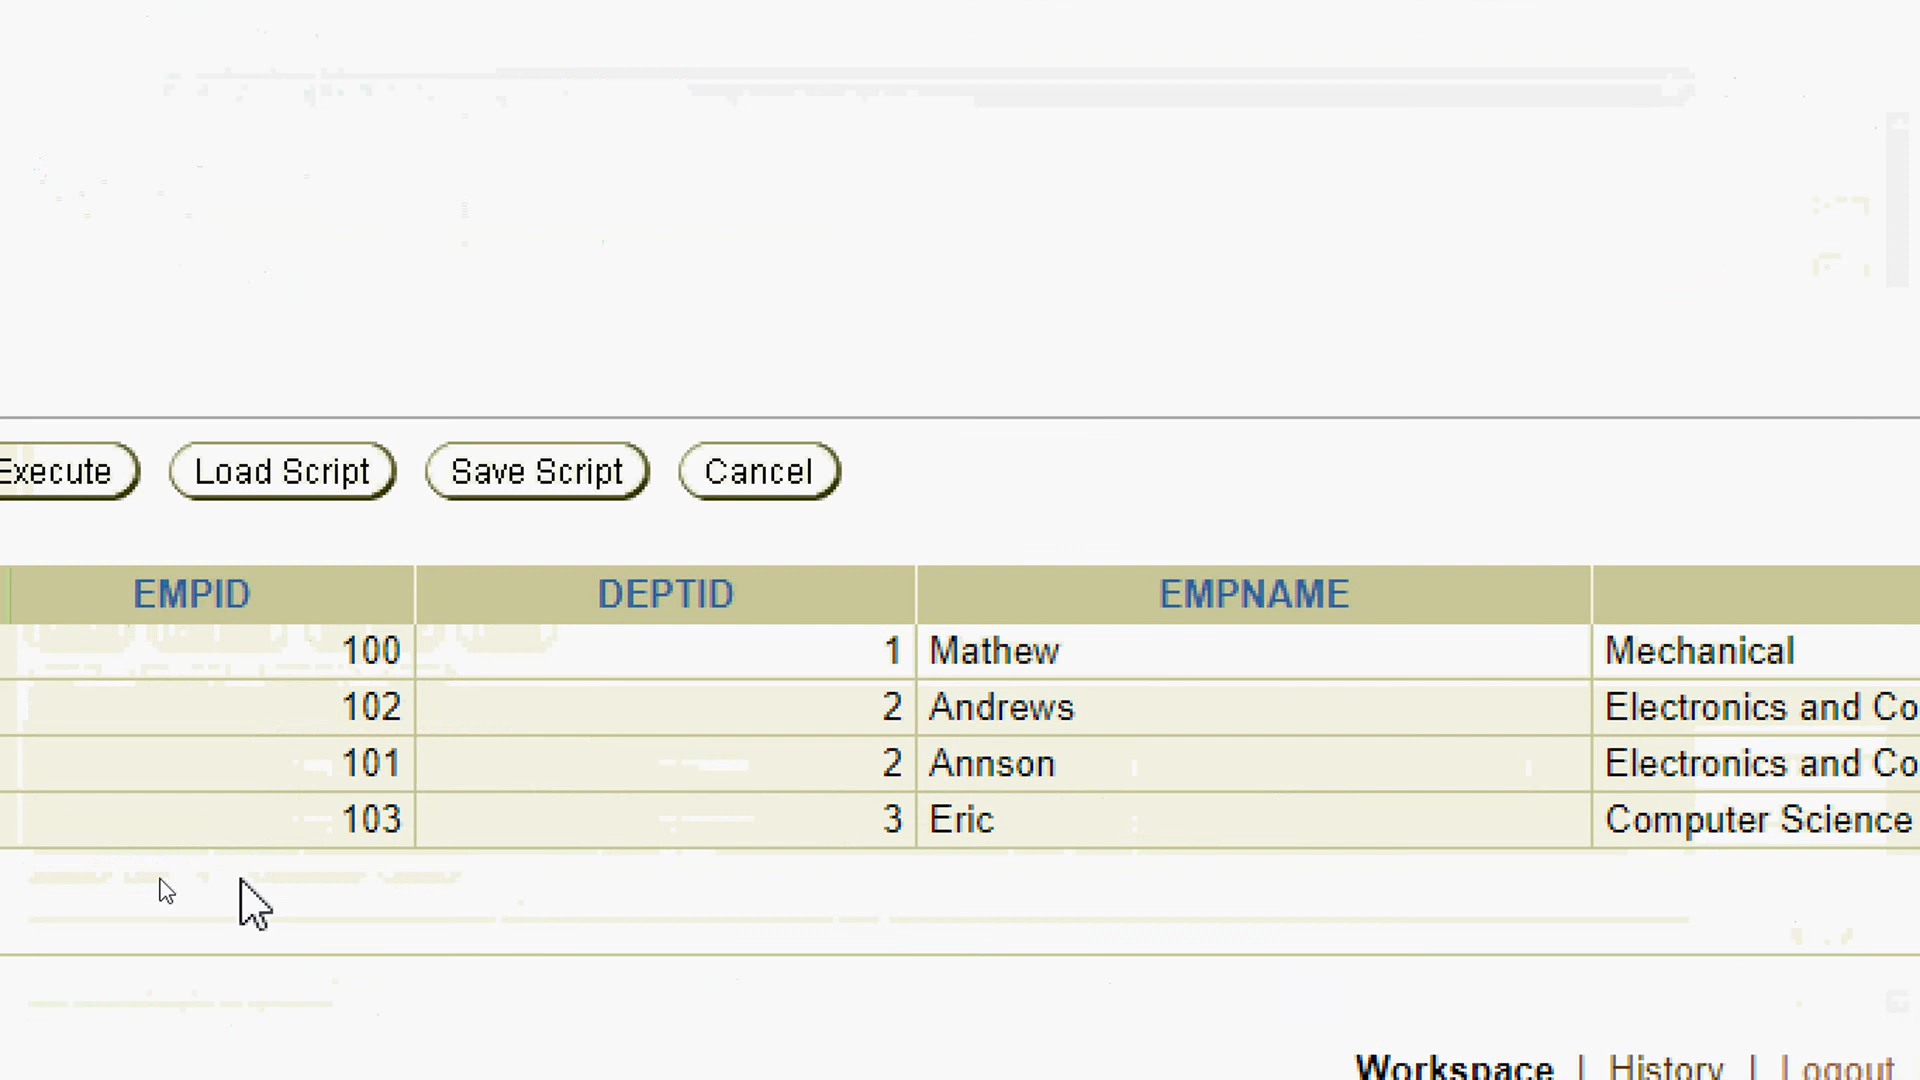 Execute Load Script Save Script Cancel
EMPID DEPTID EMPNAME
100 1 Mathew Mechanical
102 2 Andrews Electronics and Co
101 2 Annson Electronics and Co
103 3 Eric Computer Science
Workspace | History | Logout